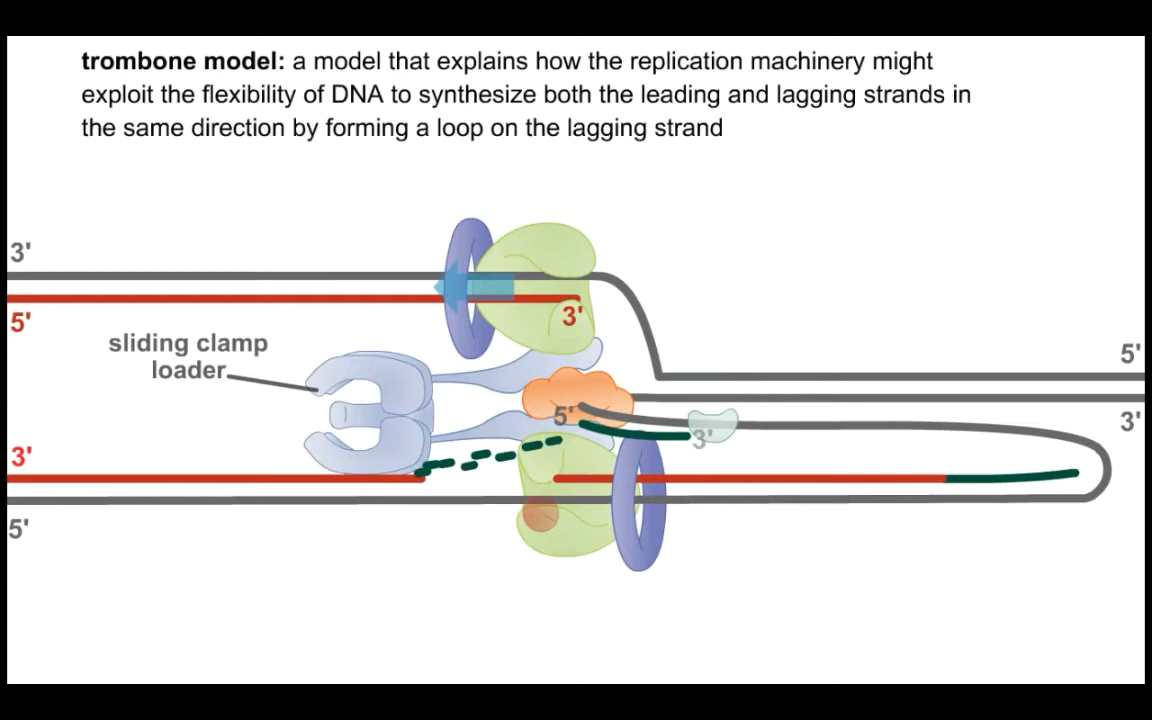 trombone model: a model that explains how the replication machinery might
exploit the flexibility of DNA to synthesize both the leading and lagging strands in
the same direction by forming a loop on the lagging strand
3'
5'
3'
sliding clamp
loader
5'
5'
3'
3'
3'
5'